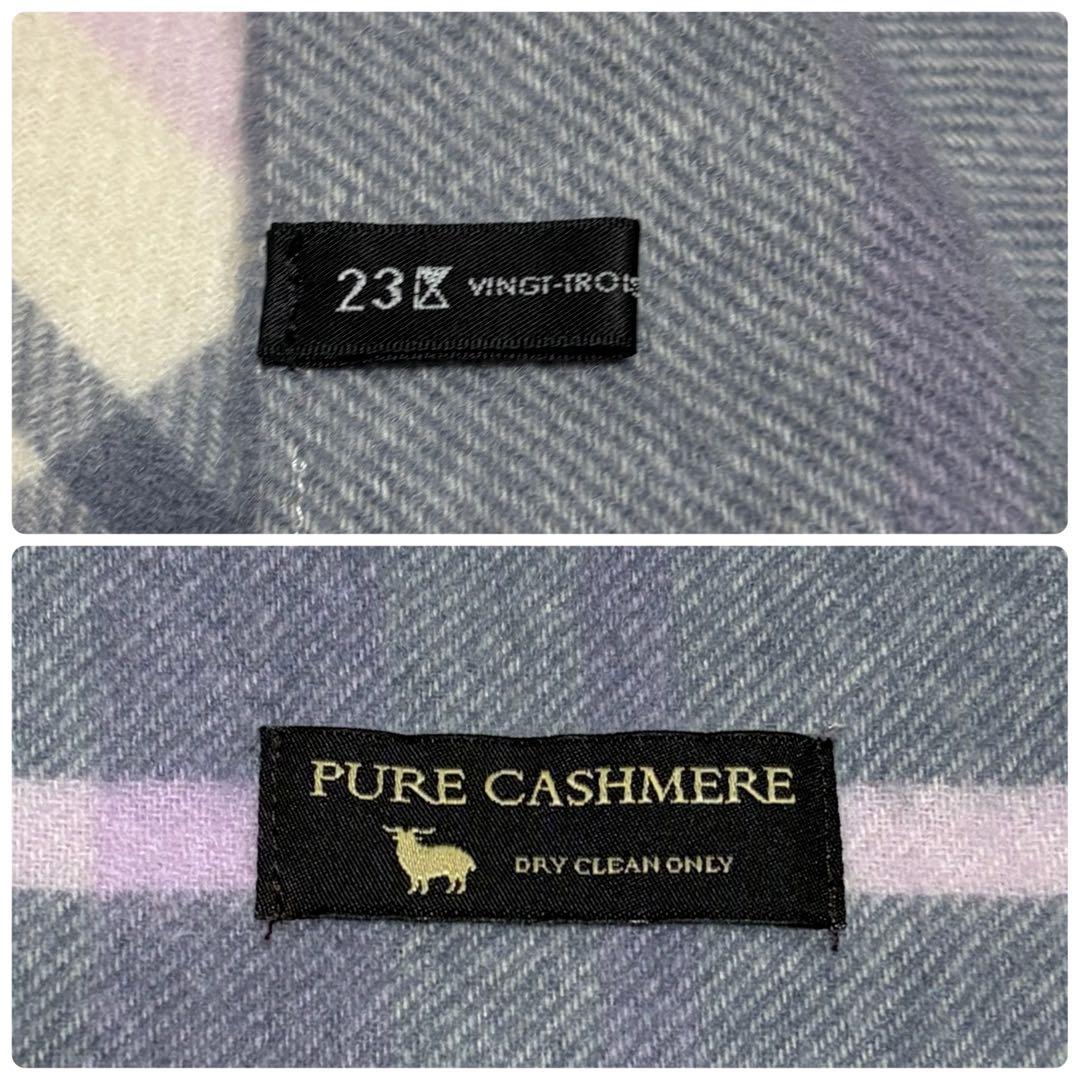 23区 VINGT-TROIS
PURE CASHMERE
DRY CLEAN ONLY